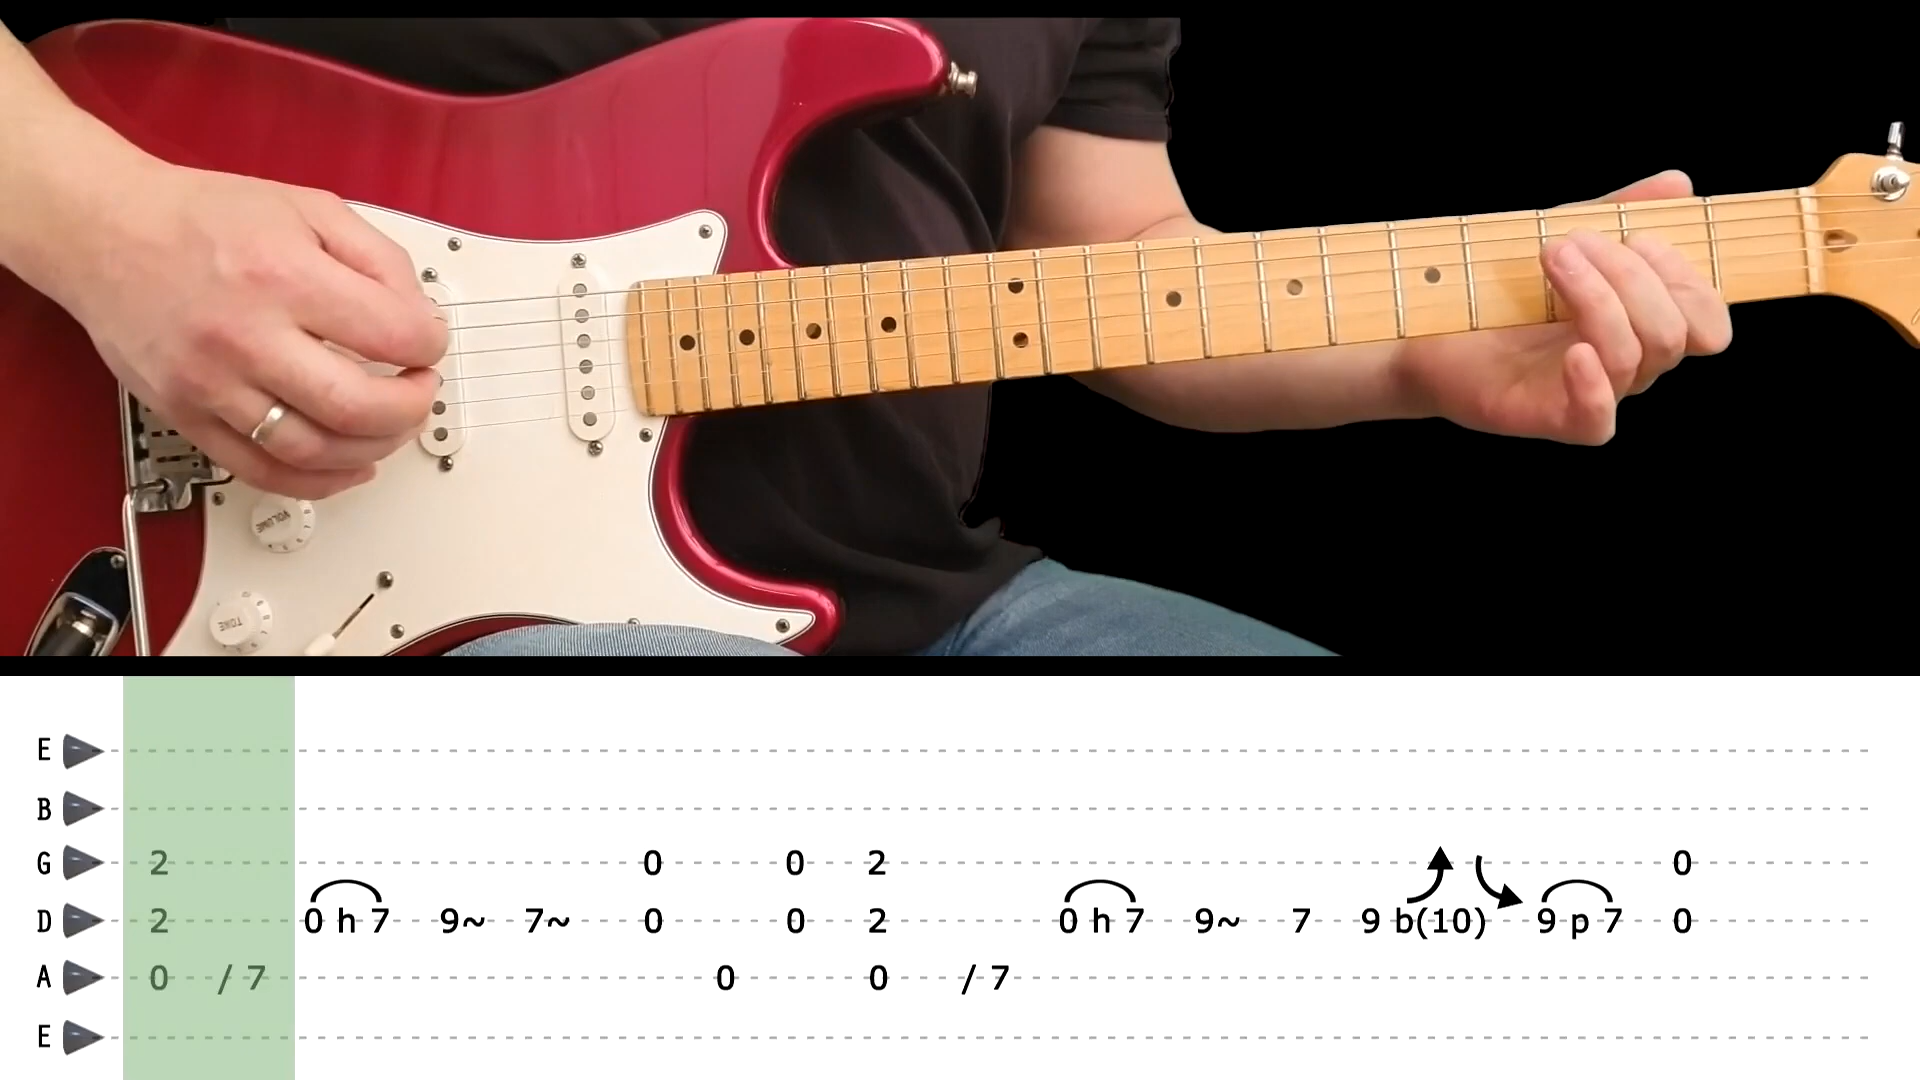 VOLUME
TONE
E
B
G 2 0 0 2 0
D 2 0 h 7 9~ 7~ 0 0 2 0 h 7 9~ 7 9 b(10) 9 p 7 0
A 0 / 7 0 0 / 7
E